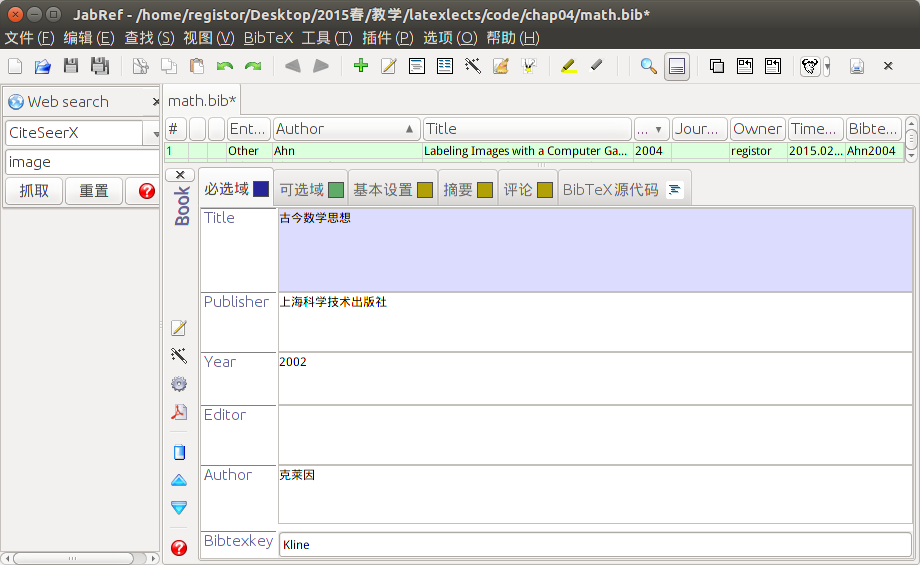 JabRef - /home/registor/Desktop/2015春/教学/latexlects/code/chap04/math.bib*
文件 (F) 编辑 (E) 查找 (S) 视图 (V) BibTeX 工具 (T) 插件 (P) 选项 (O) 帮助 (H)
Web search
CiteSeerX
image
抓取 重置
math.bib*
# Ent... Author Title ... Jour... Owner Time... Bibte...
1 Other Ahn Labeling Images with a Computer Ga... 2004 registor 2015.02... Ahn2004
Book
必选域 可选域 基本设置 摘要 评论 BibTeX源代码
Title 古今数学思想
Publisher 上海科学技术出版社
Year 2002
Editor
Author 克莱因
Bibtexkey Kline